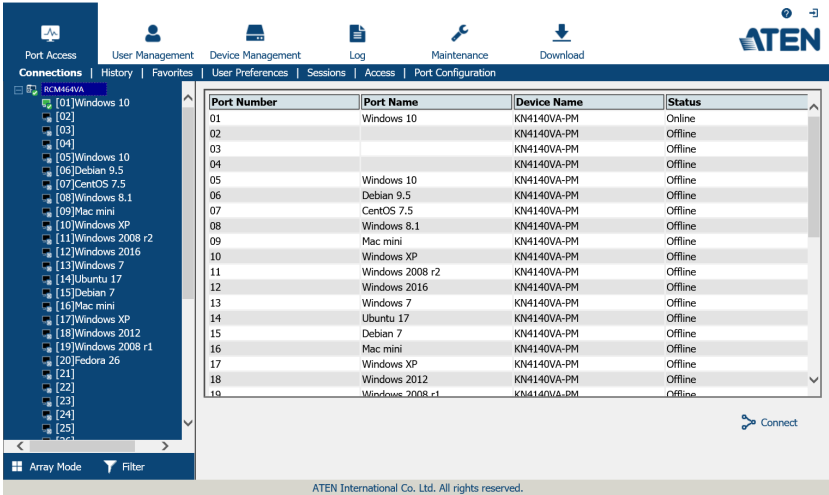 Port Access User Management Device Management Log Maintenance Download ATEN
Connections | History | Favorites | User Preferences | Sessions | Access | Port Configuration
RCM464VA
[01]Windows 10
[02]
[03]
[04]
[05]Windows 10
[06]Debian 9.5
[07]CentOS 7.5
[08]Windows 8.1
[09]Mac mini
[10]Windows XP
[11]Windows 2008 r2
[12]Windows 2016
[13]Windows 7
[14]Ubuntu 17
[15]Debian 7
[16]Mac mini
[17]Windows XP
[18]Windows 2012
[19]Windows 2008 r1
[20]Fedora 26
[21]
[22]
[23]
[24]
[25]
[26]
Array Mode Filter
Port Number Port Name Device Name Status
01 Windows 10 KN4140VA-PM Online
02 KN4140VA-PM Offline
03 KN4140VA-PM Offline
04 KN4140VA-PM Offline
05 Windows 10 KN4140VA-PM Offline
06 Debian 9.5 KN4140VA-PM Offline
07 CentOS 7.5 KN4140VA-PM Offline
08 Windows 8.1 KN4140VA-PM Offline
09 Mac mini KN4140VA-PM Offline
10 Windows XP KN4140VA-PM Offline
11 Windows 2008 r2 KN4140VA-PM Offline
12 Windows 2016 KN4140VA-PM Offline
13 Windows 7 KN4140VA-PM Offline
14 Ubuntu 17 KN4140VA-PM Offline
15 Debian 7 KN4140VA-PM Offline
16 Mac mini KN4140VA-PM Offline
17 Windows XP KN4140VA-PM Offline
18 Windows 2012 KN4140VA-PM Offline
19 Windows 2008 r1 KN4140VA-PM Offline
Connect
ATEN International Co. Ltd. All rights reserved.